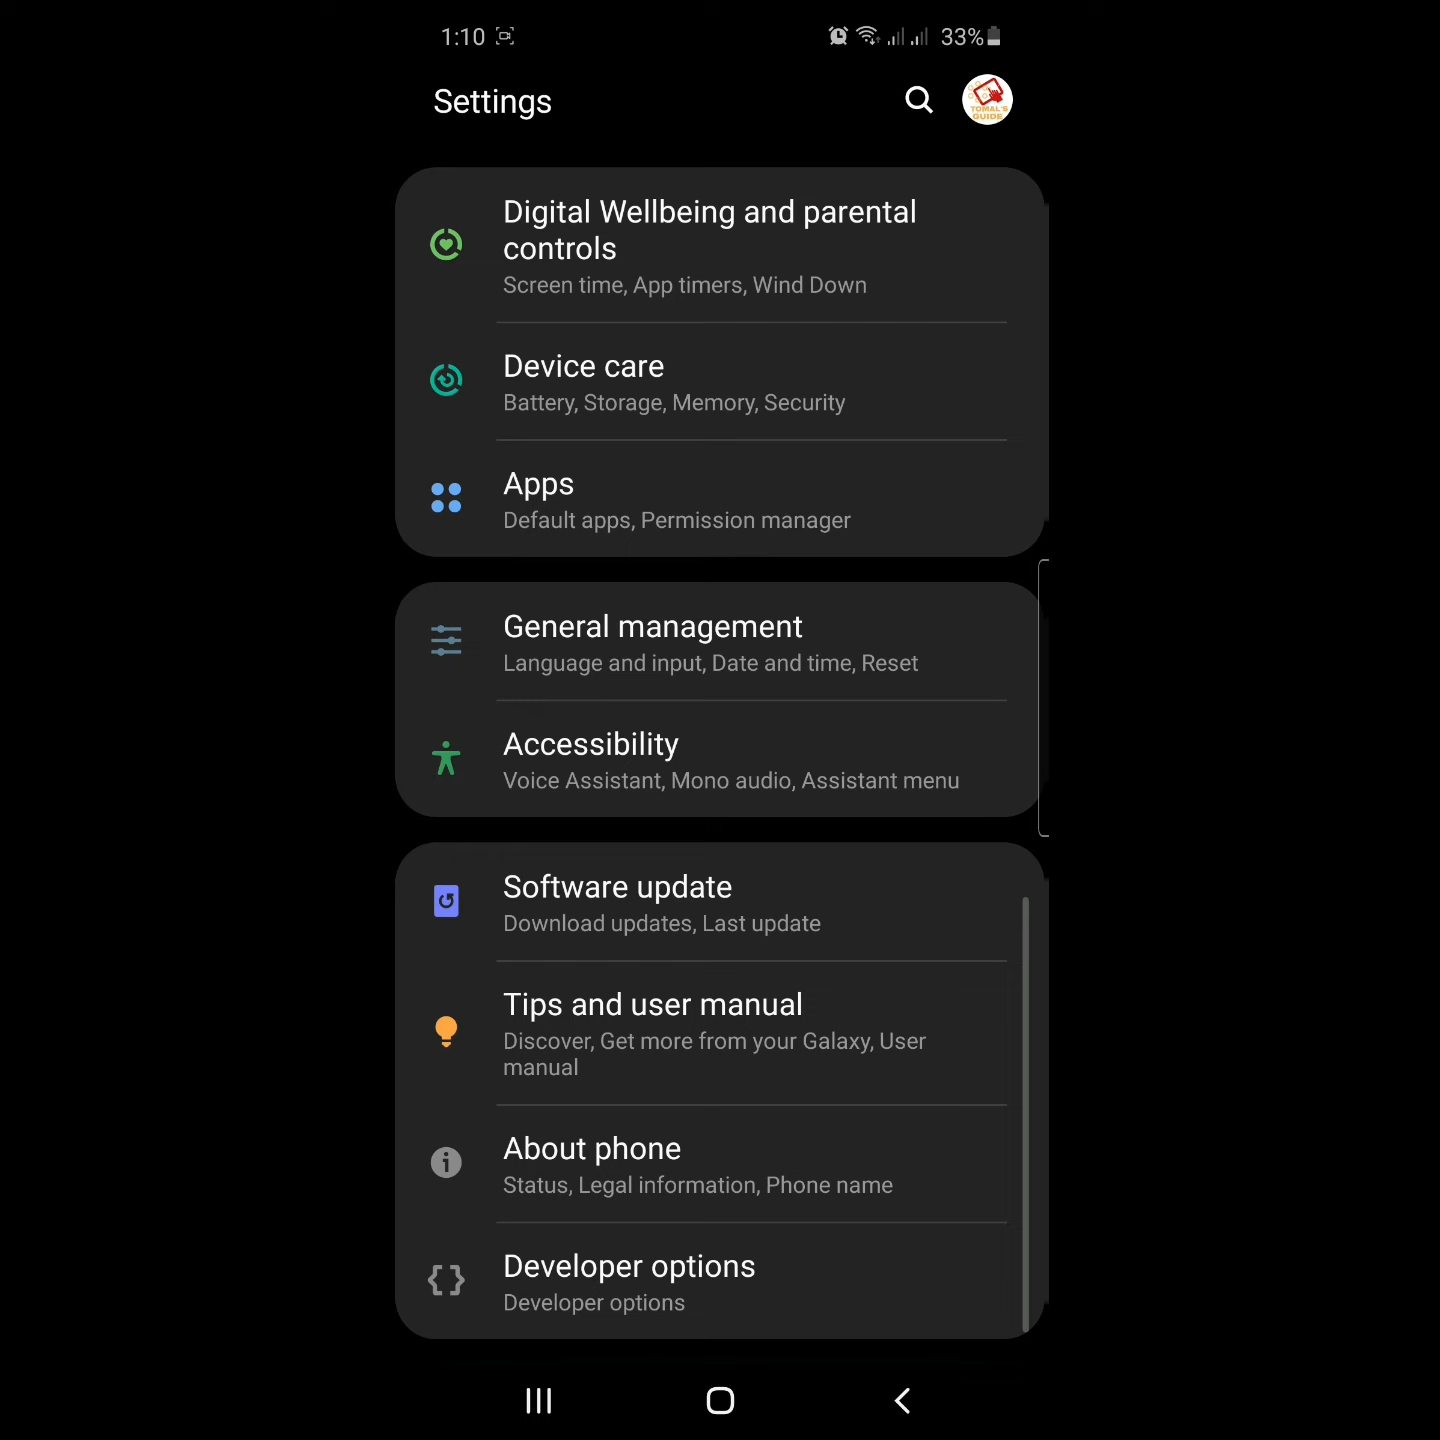 1:10 33%
Settings
TOMAL'S
GUIDE
Digital Wellbeing and parental
controls
Screen time, App timers, Wind Down
Device care
Battery, Storage, Memory, Security
Apps
Default apps, Permission manager
General management
Language and input, Date and time, Reset
Accessibility
Voice Assistant, Mono audio, Assistant menu
Software update
Download updates, Last update
Tips and user manual
Discover, Get more from your Galaxy, User
manual
About phone
Status, Legal information, Phone name
Developer options
Developer options